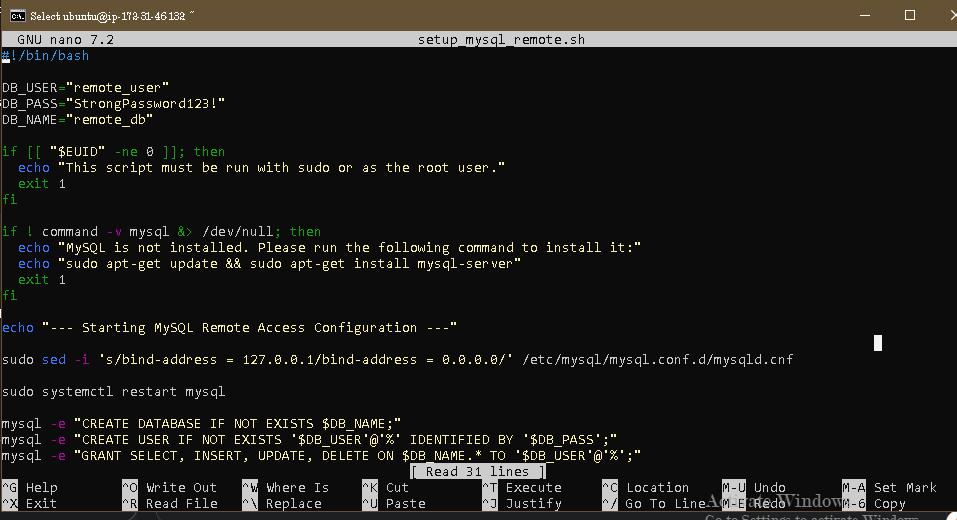 Select ubuntu@ip-172-31-46-132: ~
GNU nano 7.2 setup_mysql_remote.sh
#!/bin/bash
DB_USER="remote_user"
DB_PASS="StrongPassword123!"
DB_NAME="remote_db"
if [[ "$EUID" -ne 0 ]]; then
  echo "This script must be run with sudo or as the root user."
  exit 1
fi
if ! command -v mysql &> /dev/null; then
  echo "MySQL is not installed. Please run the following command to install it:"
  echo "sudo apt-get update && sudo apt-get install mysql-server"
  exit 1
fi
echo "--- Starting MySQL Remote Access Configuration ---"
sudo sed -i 's/bind-address = 127.0.0.1/bind-address = 0.0.0.0/' /etc/mysql/mysql.conf.d/mysqld.cnf
sudo systemctl restart mysql
mysql -e "CREATE DATABASE IF NOT EXISTS $DB_NAME;"
mysql -e "CREATE USER IF NOT EXISTS '$DB_USER'@'%' IDENTIFIED BY '$DB_PASS';"
mysql -e "GRANT SELECT, INSERT, UPDATE, DELETE ON $DB_NAME.* TO '$DB_USER'@'%';"
[ Read 31 lines ]
^G Help ^O Write Out ^W Where Is ^K Cut ^T Execute ^C Location M-U Undo M-A Set Mark
^X Exit ^R Read File ^\ Replace ^U Paste ^J Justify ^/ Go To Line M-E Redo M-6 Copy
Activate Windows
Go to Settings to activate Windows.